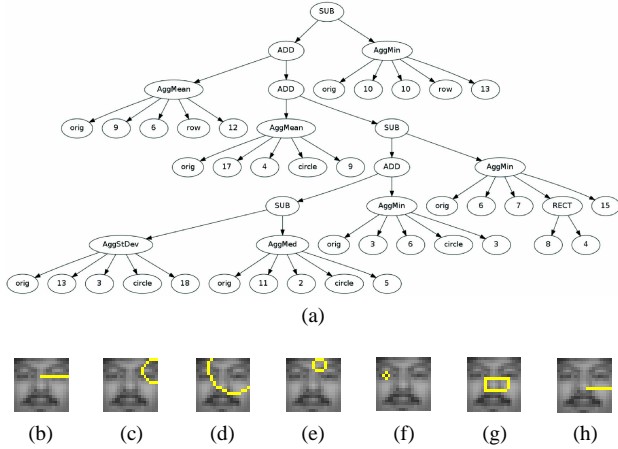 SUB
ADD AggMin
AggMean ADD orig 10 10 row 13
orig 9 6 row 12 AggMean SUB
orig 17 4 circle 9 ADD AggMin
SUB AggMin orig 6 7 RECT 15
AggStDev AggMed orig 3 6 circle 3 8 4
orig 13 3 circle 18 orig 11 2 circle 5
(a)
(b) (c) (d) (e) (f) (g) (h)